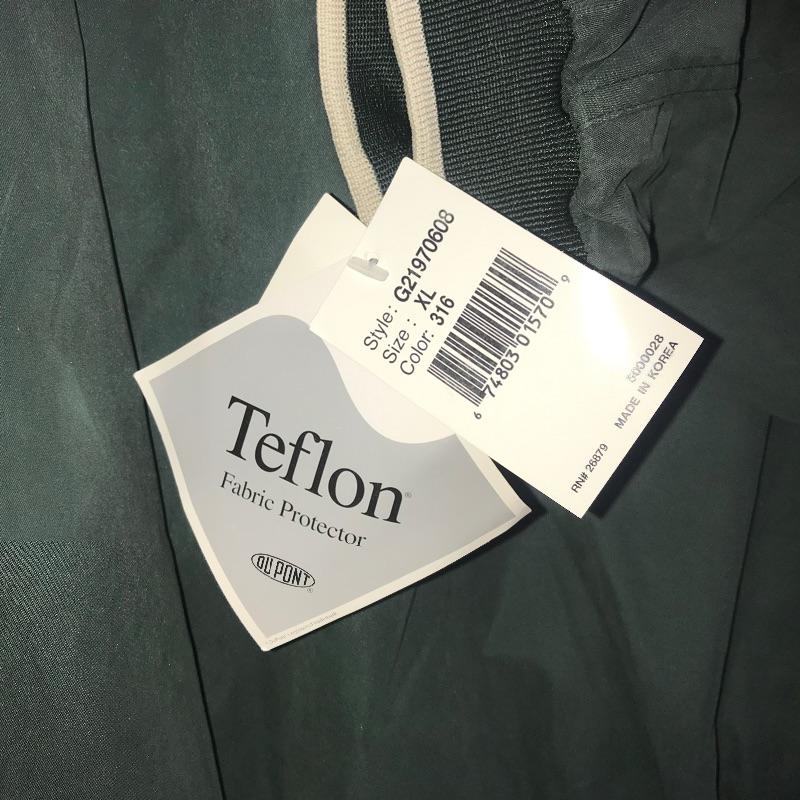 Style: G21970608
Size : XL
Color: 316
6 74803 01570 9
5000028
MADE IN KOREA
RN# 26879
Teflon®
Fabric Protector
DU PONT®